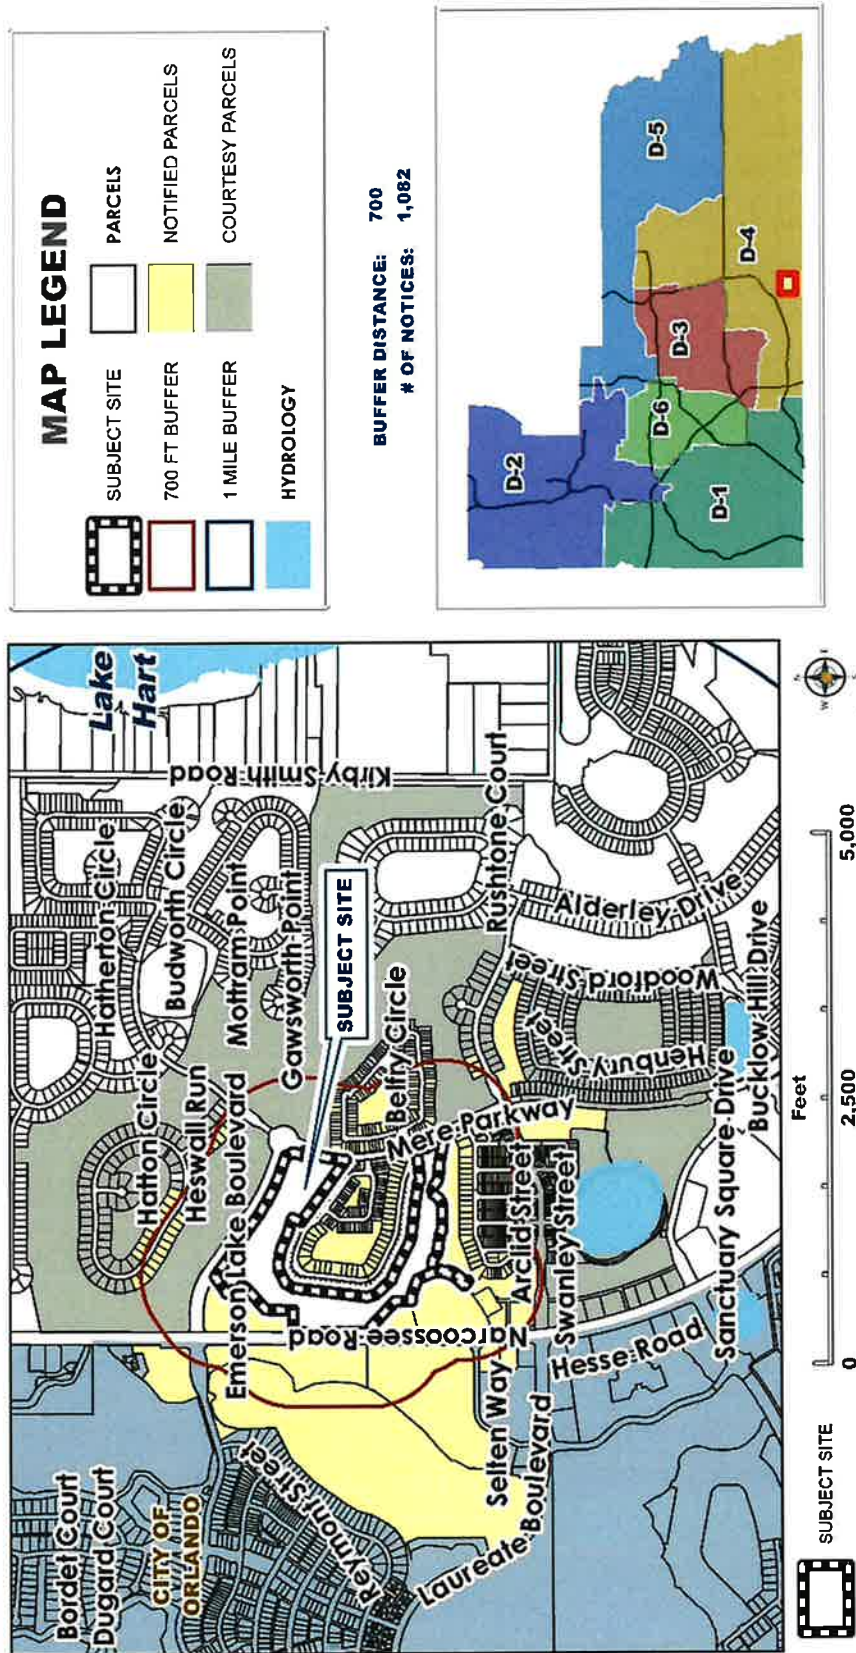 MAP LEGEND
SUBJECT SITE
PARCELS
700 FT BUFFER
NOTIFIED PARCELS
1 MILE BUFFER
COURTESY PARCELS
HYDROLOGY
BUFFER DISTANCE: 700
# OF NOTICES: 1,082
D-2
D-5
D-6
D-3
D-1
D-4
Lake
Hart
Bordet Court
Dugard Court
CITY OF
ORLANDO
Reymont Street
Hatherton Circle
Budworth Circle
Hatton Circle
Heswall Run
Mottram Point
Gawsworth Point
Kirby Smith Road
Emerson Lake Boulevard
SUBJECT SITE
Narcoossee Road
Belfry Circle
Mere Parkway
Rushtone Court
Selten Way
Laureate Boulevard
Arclid Street
Swanley Street
Hesse Road
Henbury Street
Woodford Street
Alderley Drive
Sanctuary Square Drive
Bucklow Hill Drive
SUBJECT SITE
Feet
0 2,500 5,000
N
W E
S